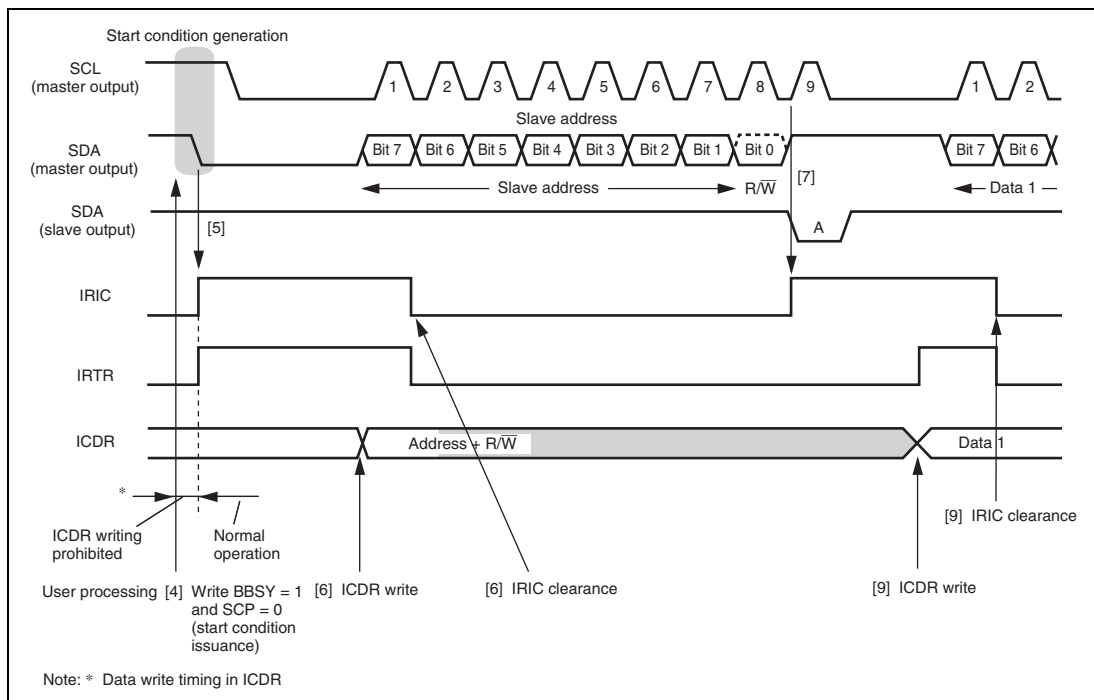 Start condition generation
SCL
(master output)
1 2 3 4 5 6 7 8 9 1 2
Slave address
SDA
(master output)
Bit 7 Bit 6 Bit 5 Bit 4 Bit 3 Bit 2 Bit 1 Bit 0 Bit 7 Bit 6
Slave address R/W̅ [7] Data 1
SDA
(slave output)
[5] A
IRIC
IRTR
ICDR Address + R/W̅ Data 1
*
ICDR writing
prohibited
Normal
operation
[9] IRIC clearance
User processing [4] Write BBSY = 1
and SCP = 0
(start condition
issuance)
[6] ICDR write
[6] IRIC clearance
[9] ICDR write
Note: * Data write timing in ICDR